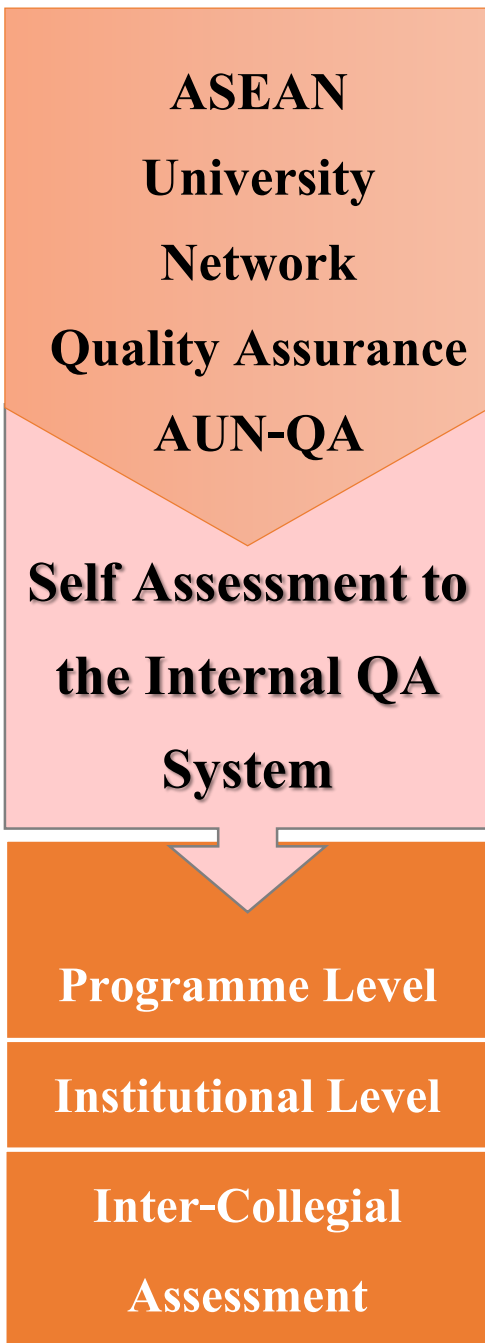 ASEAN
University
Network
Quality Assurance
AUN-QA
Self Assessment to
the Internal QA
System
Programme Level
Institutional Level
Inter-Collegial
Assessment